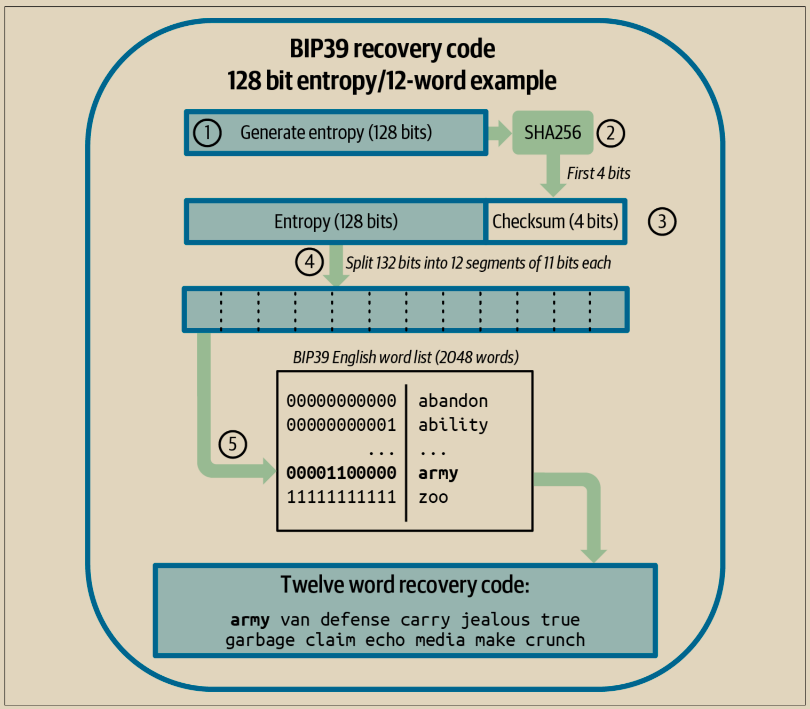 BIP39 recovery code
128 bit entropy/12-word example
1 Generate entropy (128 bits) SHA256 2
First 4 bits
Entropy (128 bits) Checksum (4 bits) 3
4 Split 132 bits into 12 segments of 11 bits each
BIP39 English word list (2048 words)
00000000000 abandon
00000000001 ability
... ...
5
00001100000 army
11111111111 zoo
Twelve word recovery code:
army van defense carry jealous true
garbage claim echo media make crunch